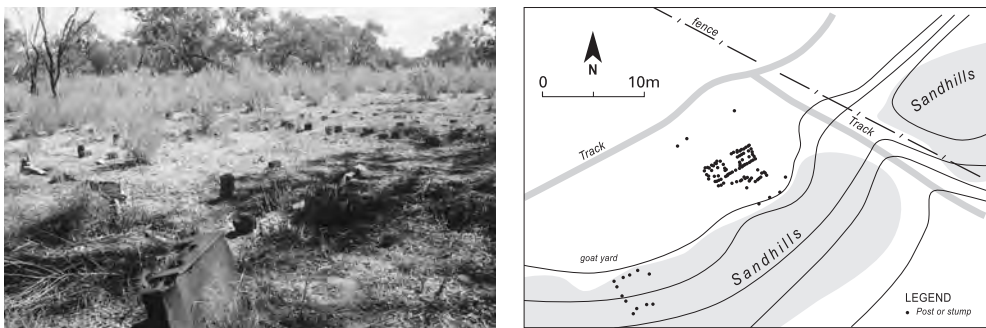 fence
0
10m
N
Sandhills
Track
Track
Sandhills
goat yard
LEGEND
Post or stump